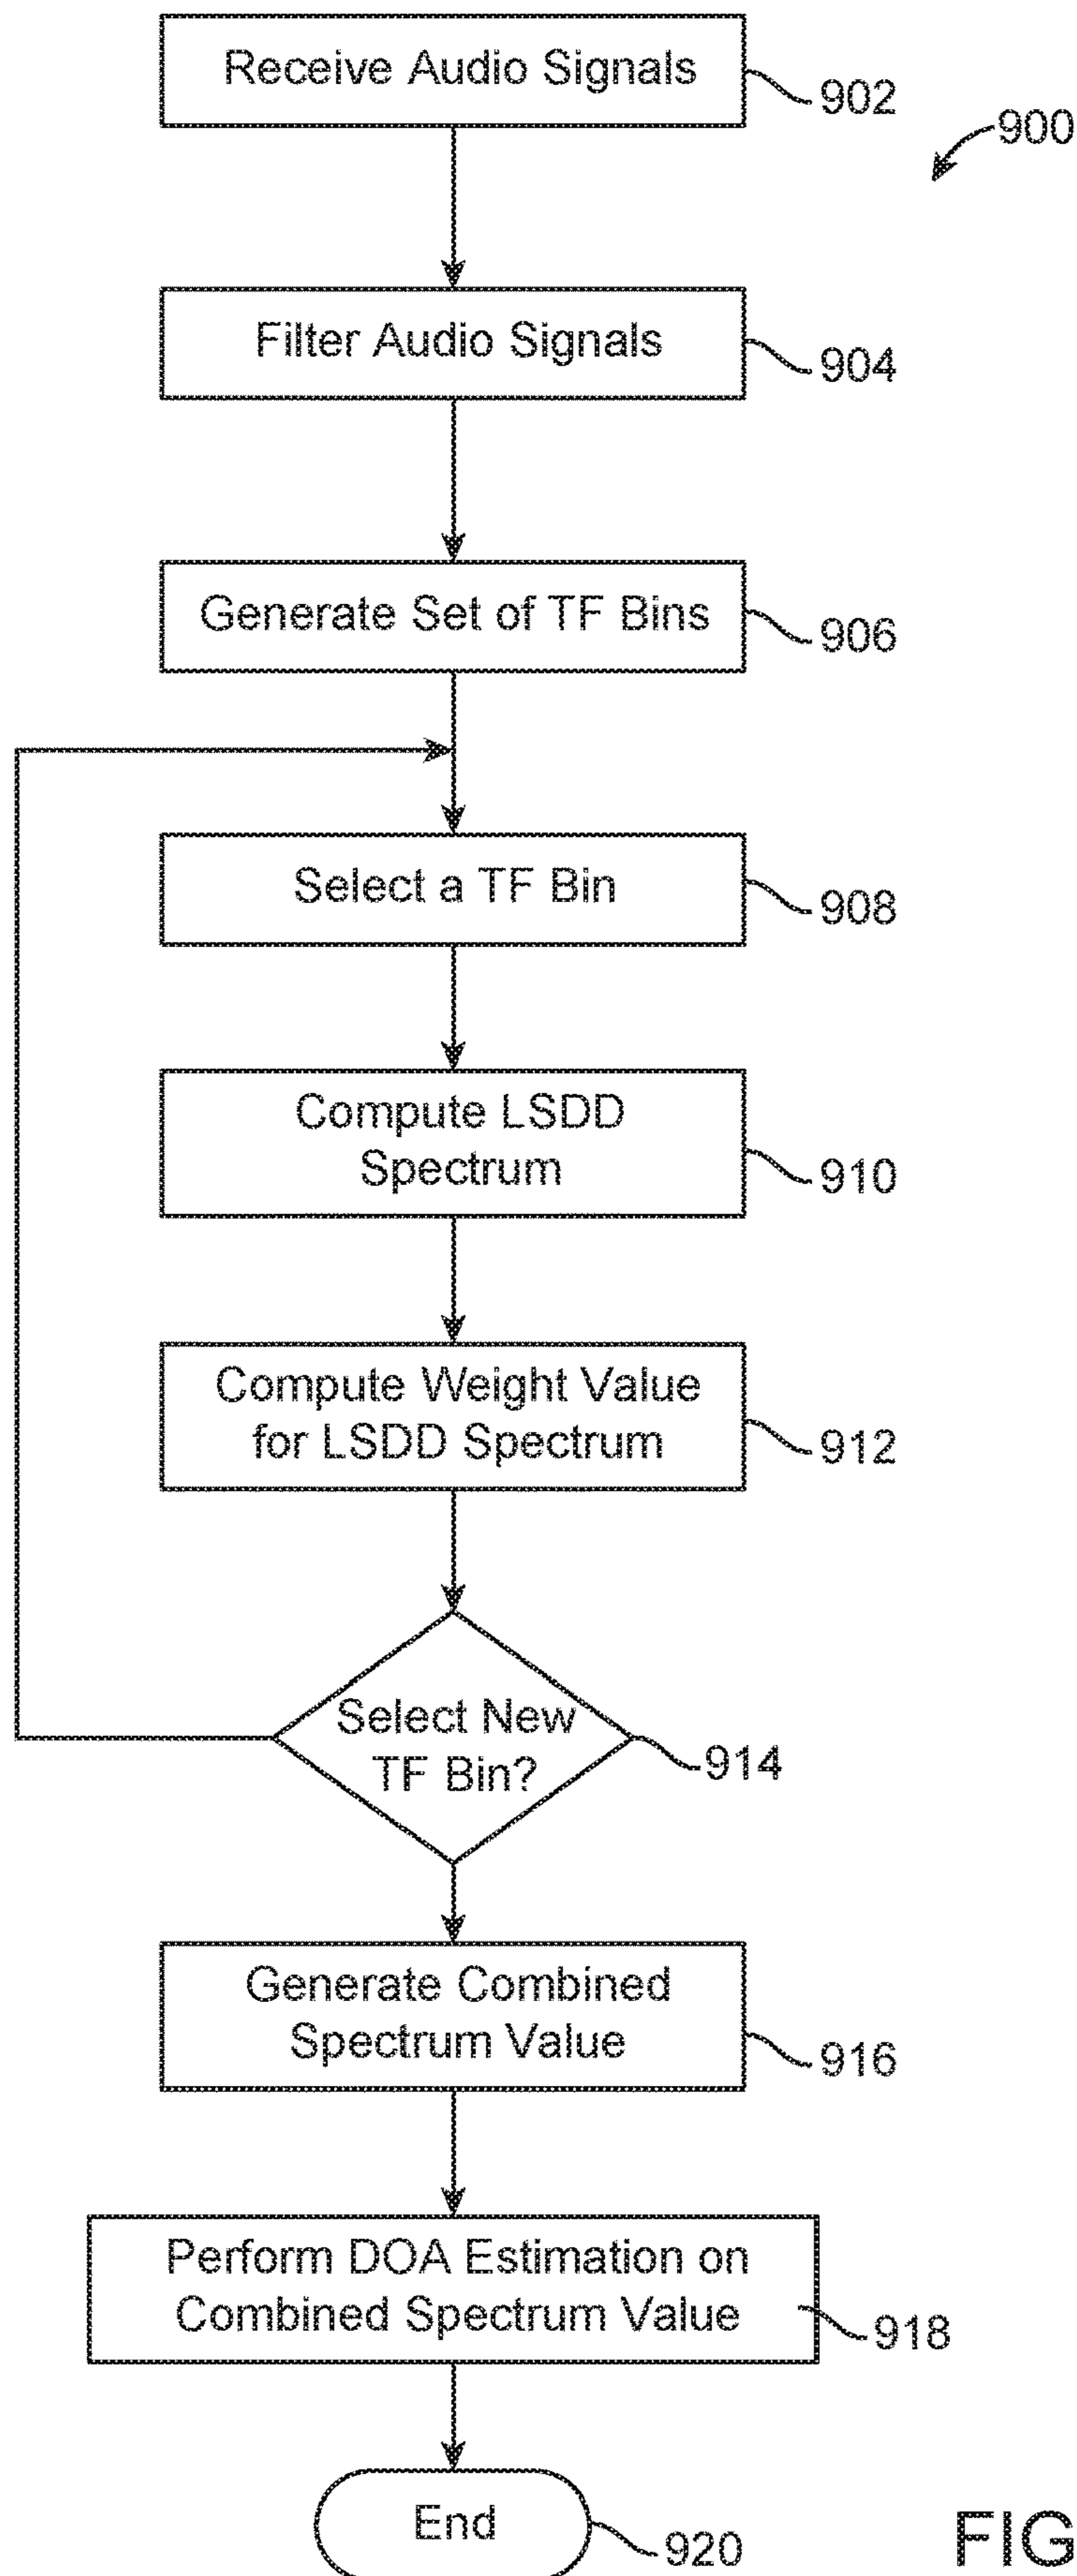 Receive Audio Signals
902
900
Filter Audio Signals
904
Generate Set of TF Bins
906
Select a TF Bin
908
Compute LSDD
Spectrum
910
Compute Weight Value
for LSDD Spectrum
912
Select New
TF Bin?
914
Generate Combined
Spectrum Value
916
Perform DOA Estimation on
Combined Spectrum Value
918
End
920
FIG